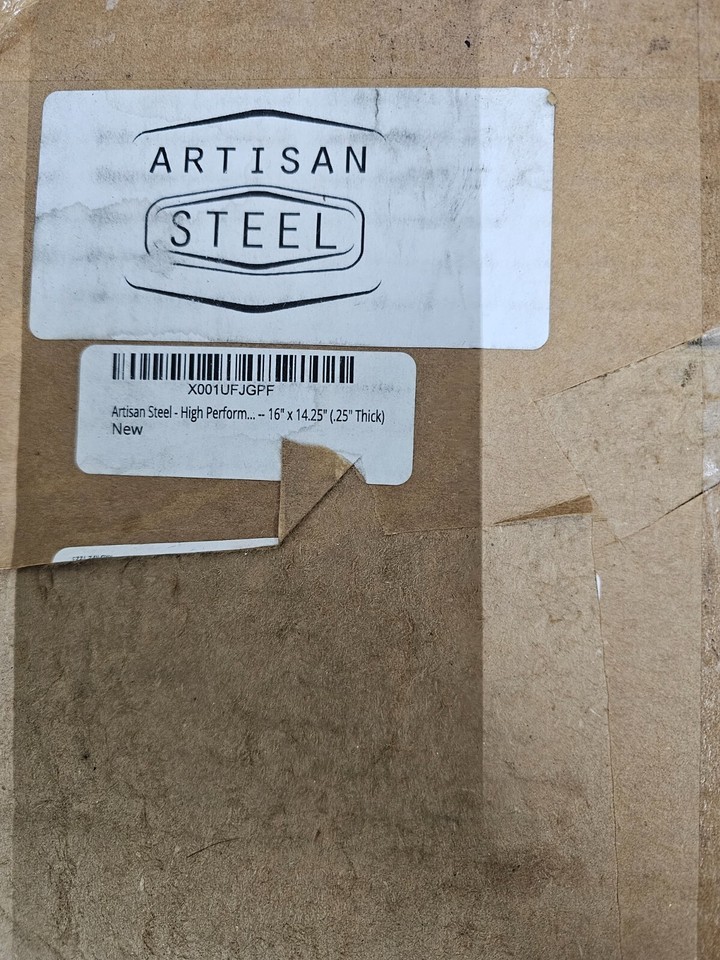 ARTISAN
STEEL
X001UFJGPF
Artisan Steel - High Perform... -- 16" x 14.25" (.25" Thick)
New